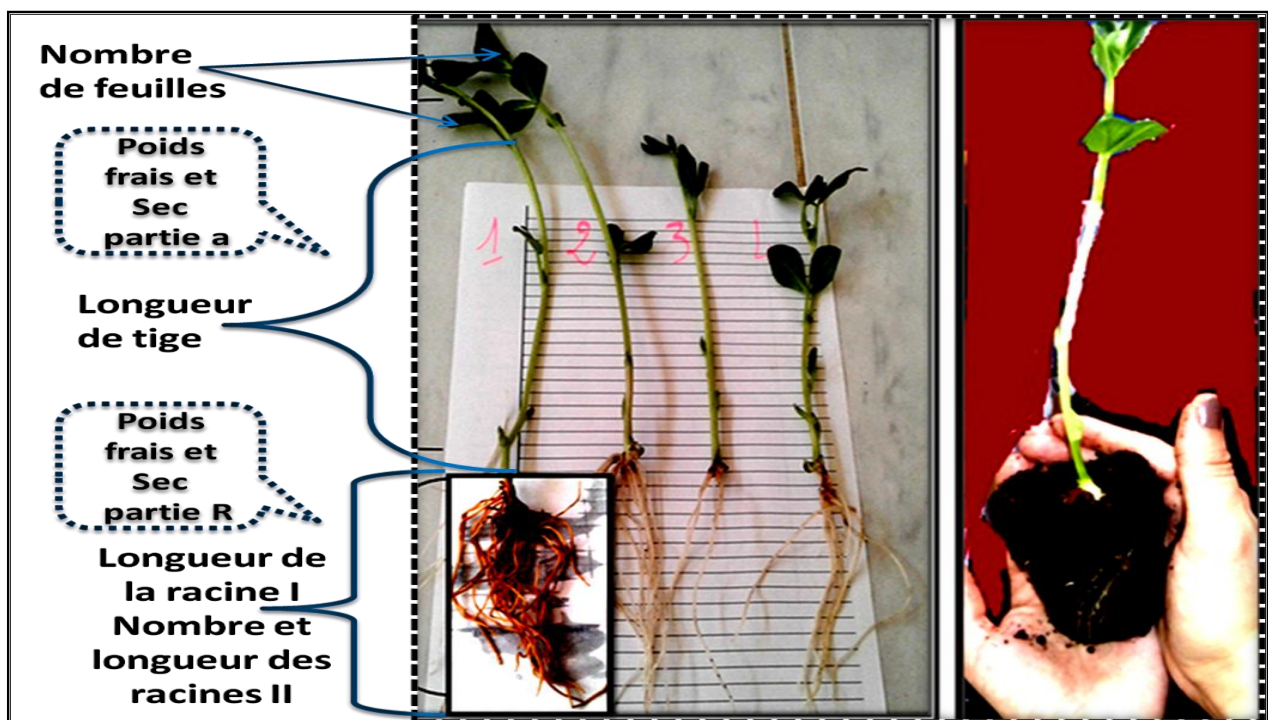 Nombre
de feuilles
Poids
frais et
Sec
partie a
Longueur
de tige
Poids
frais et
Sec
partie R
Longueur de
la racine I
Nombre et
longueur des
racines II
1 2 3